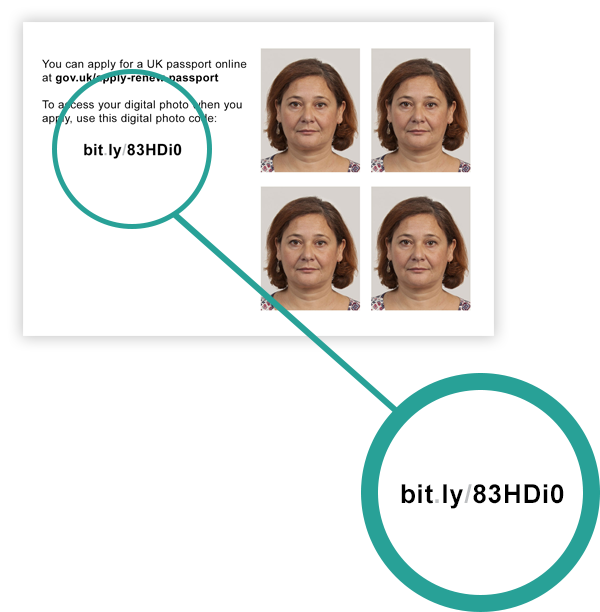 You can apply for a UK passport online
at gov.uk/apply-renew-passport
To access your digital photo when you
apply, use this digital photo code:
bit.ly/83HDi0
bit.ly/83HDi0